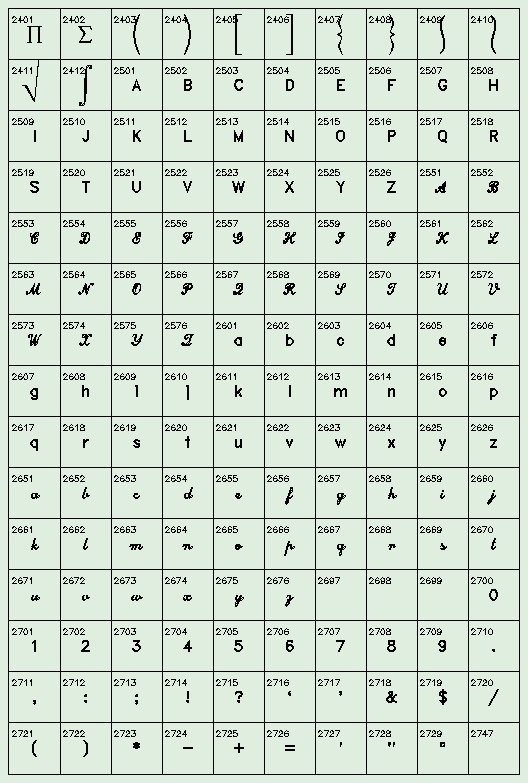 2401 2402 2403 2404 2405 2406 2407 2408 2409 2410
Π Σ ( ) [ ] { } ⎰ ⎱
2411 2412 2501 2502 2503 2504 2505 2506 2507 2508
√ ∫ A B C D E F G H
2509 2510 2511 2512 2513 2514 2515 2516 2517 2518
I J K L M N O P Q R
2519 2520 2521 2522 2523 2524 2525 2526 2551 2552
S T U V W X Y Z A B
2553 2554 2555 2556 2557 2558 2559 2560 2561 2562
C D E F G H I J K L
2563 2564 2565 2566 2567 2568 2569 2570 2571 2572
M N O P Q R S T U V
2573 2574 2575 2576 2601 2602 2603 2604 2605 2606
W X Y Z a b c d e f
2607 2608 2609 2610 2611 2612 2613 2614 2615 2616
g h i j k l m n o p
2617 2618 2619 2620 2621 2622 2623 2624 2625 2626
q r s t u v w x y z
2651 2652 2653 2654 2655 2656 2657 2658 2659 2660
a b c d e f g h i j
2661 2662 2663 2664 2665 2666 2667 2668 2669 2670
k l m n o p q r s t
2671 2672 2673 2674 2675 2676 2697 2698 2699 2700
u v w x y z 0
2701 2702 2703 2704 2705 2706 2707 2708 2709 2710
1 2 3 4 5 6 7 8 9 .
2711 2712 2713 2714 2715 2716 2717 2718 2719 2720
, : ; ! ? ‘ ’ & $ /
2721 2722 2723 2724 2725 2726 2727 2728 2729 2747
( ) * - + = ' " °